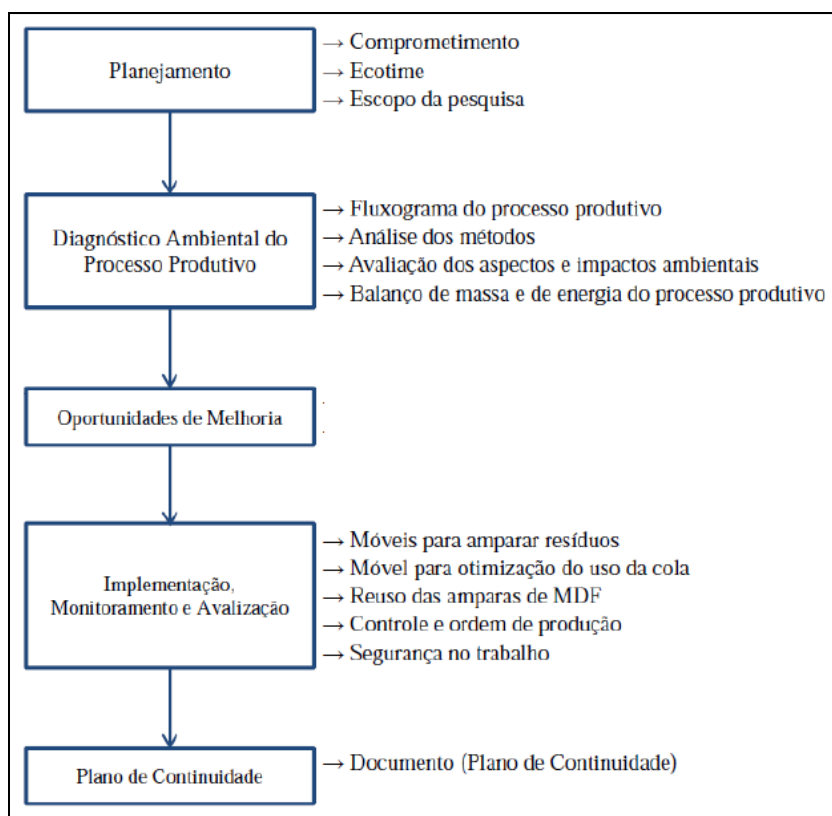 Planejamento
→ Comprometimento
→ Ecotime
→ Escopo da pesquisa
Diagnóstico Ambiental do
Processo Produtivo
→ Fluxograma do processo produtivo
→ Análise dos métodos
→ Avaliação dos aspectos e impactos ambientais
→ Balanço de massa e de energia do processo produtivo
Oportunidades de Melhoria
.
.
Implementação,
Monitoramento e Avalização
→ Móveis para amparar resíduos
→ Móvel para otimização do uso da cola
→ Reuso das amparas de MDF
→ Controle e ordem de produção
→ Segurança no trabalho
Plano de Continuidade
→ Documento (Plano de Continuidade)